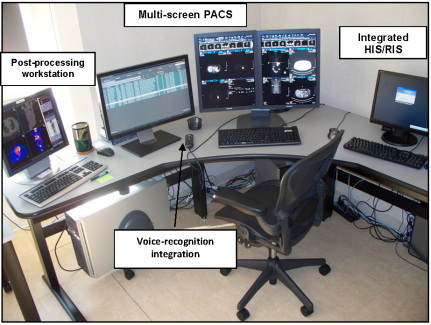 Multi-screen PACS
Integrated
HIS/RIS
Post-processing
workstation
Voice-recognition
integration